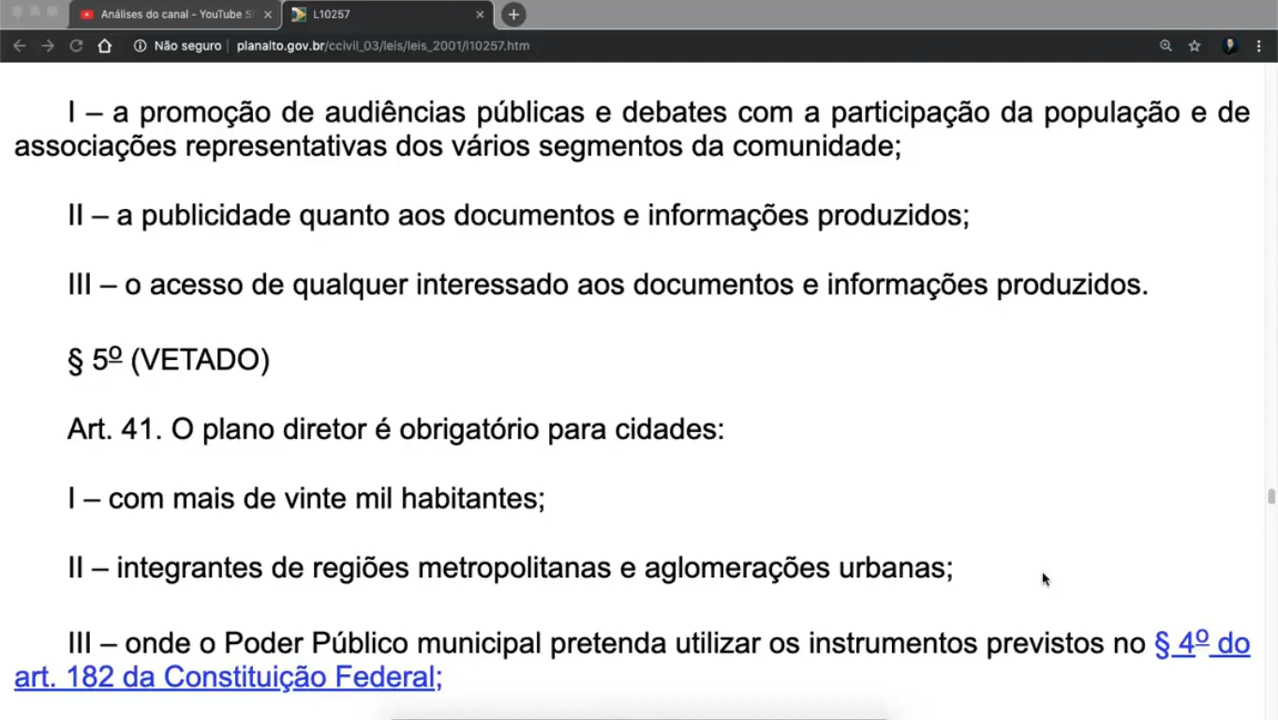 Análises do canal - YouTube S
L10257
Não seguro | planalto.gov.br/ccivil_03/leis/leis_2001/l10257.htm
I – a promoção de audiências públicas e debates com a participação da população e de
associações representativas dos vários segmentos da comunidade;
II – a publicidade quanto aos documentos e informações produzidos;
III – o acesso de qualquer interessado aos documentos e informações produzidos.
§ 5º (VETADO)
Art. 41. O plano diretor é obrigatório para cidades:
I – com mais de vinte mil habitantes;
II – integrantes de regiões metropolitanas e aglomerações urbanas;
III – onde o Poder Público municipal pretenda utilizar os instrumentos previstos no § 4º do
art. 182 da Constituição Federal;